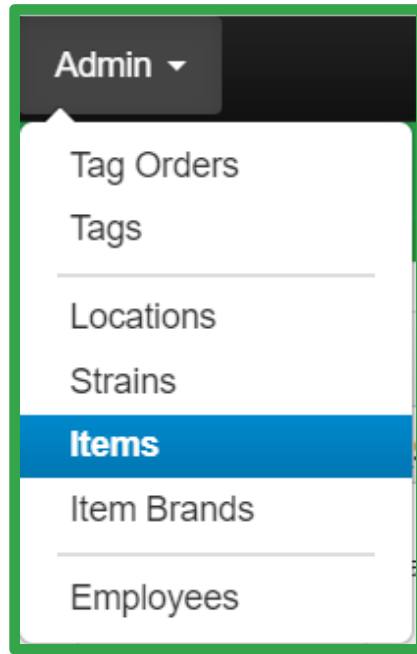 Admin
Tag Orders
Tags
Locations
Strains
Items
Item Brands
Employees